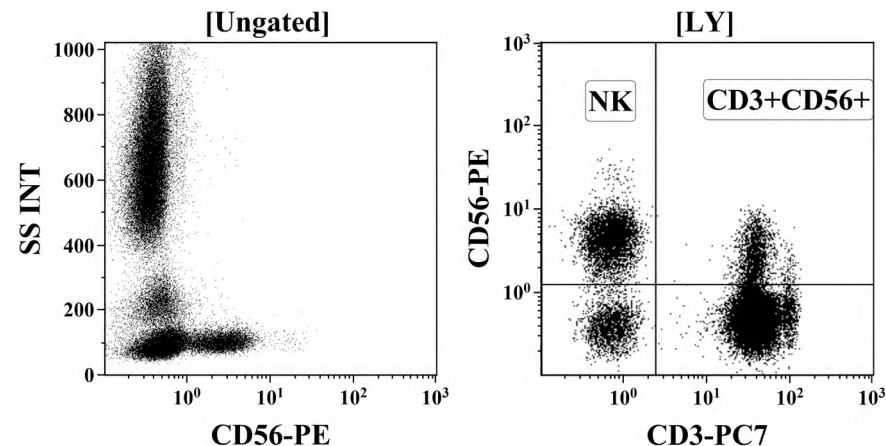 [Ungated]
1000
800
600
400
200
0
SS INT
10⁰
10¹
10²
10³
CD56-PE
[LY]
10³
10²
10¹
10⁰
CD56-PE
NK
CD3+CD56+
10⁰
10¹
10²
10³
CD3-PC7